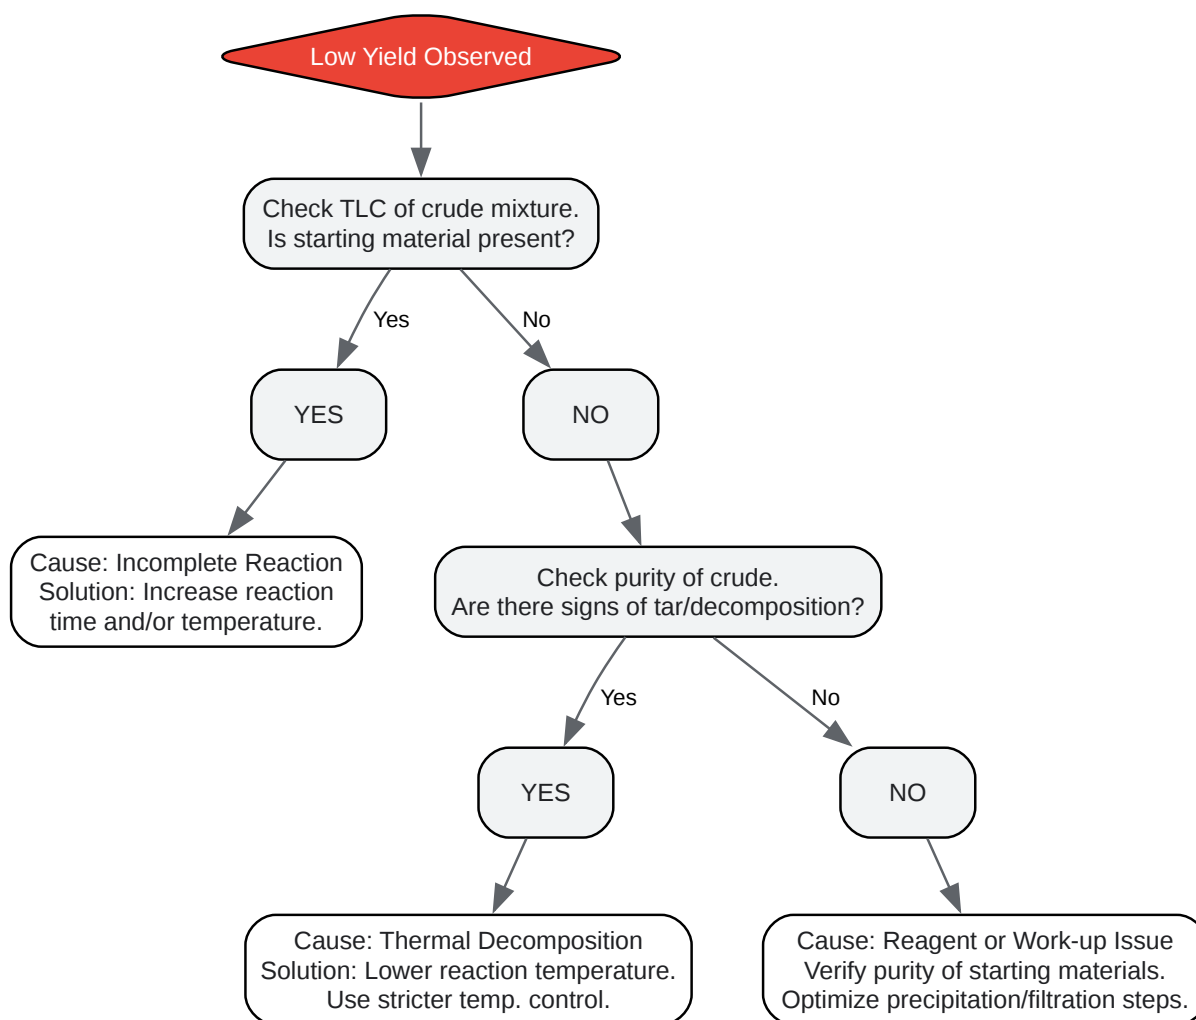 Low Yield Observed
Check TLC of crude mixture.
Is starting material present?
Yes
No
YES
NO
Cause: Incomplete Reaction
Solution: Increase reaction
time and/or temperature.
Check purity of crude.
Are there signs of tar/decomposition?
Yes
No
YES
NO
Cause: Thermal Decomposition
Solution: Lower reaction temperature.
Use stricter temp. control.
Cause: Reagent or Work-up Issue
Verify purity of starting materials.
Optimize precipitation/filtration steps.